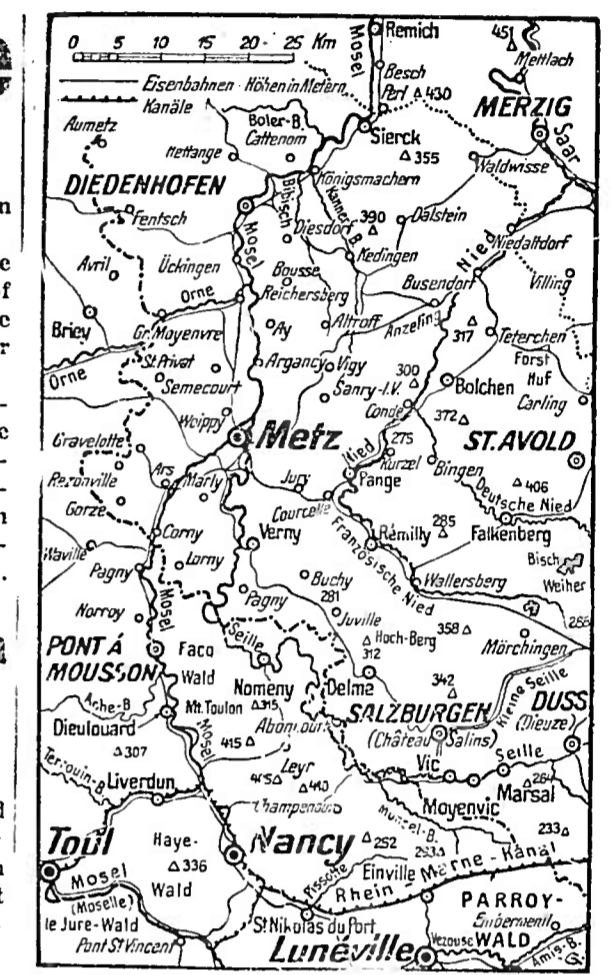 Remich
451
Mettlach
0 5 10 15 20 25 Km
Mosel
Besch
Perl
430
Eisenbahnen · Höhen in Metern
Kanäle
MERZIG
Boler-B.
Aumetz
Cattenom
Sierck
Saar
Hettange
355
Waldwisse
DIEDENHOFEN
Königsmachern
Bibisch
Kanner B.
390
Dalstein
Fentsch
Diesdorf
Niedaltdorf
Mosel
Kedingen
Nied
Avril
Ückingen
Bousse
Busendorf
Villing
Orne
Reichersberg
Briey
Gr. Moyenvre
Ay
Altroff
Anzeling
317
Teterchen
Forst
St. Privat
Argancy
Vigy
Huf
Orne
Semecourt
Sanry-l.V.
300
Bolchen
Carling
Woippy
Conde
372
Gravelotte
Metz
Nied
275
ST. AVOLD
Kurzel
Bingen
Rezonville
Ars
Marly
Jury
Pange
406
Gorze
Courcelle
Deutsche Nied
Corny
Verny
Französische Nied
Rémilly
285
Falkenberg
Waville
Lorny
Bisch
Pagny
Buchy
Wallersberg
Weiher
Mosel
Pagny
281
Norroy
Juville
Seille
Hoch-Berg
358
Mörchingen
PONT Á
MOUSSON
Facq
Wald
312
Nomeny
Delme
342
Kleine Seille
DUSS
(Dieuze)
Ache-B
Mt. Toulon
315
SALZBURGEN
(Château Salins)
Dieulouard
Mosel
415
307
Leyr
Vic
Seille
Terrouin-B.
Liverdun
Marsal
264
Moyenvic
Toul
Haye-
Wald
Nancy
252
233
336
Einville
Mosel
(Moselle)
Rhein-Marne-Kanal
PARROY-
WALD
le Jure-Wald
St Nikolas du Port
Pont St Vincent
Vezouse
Lunéville